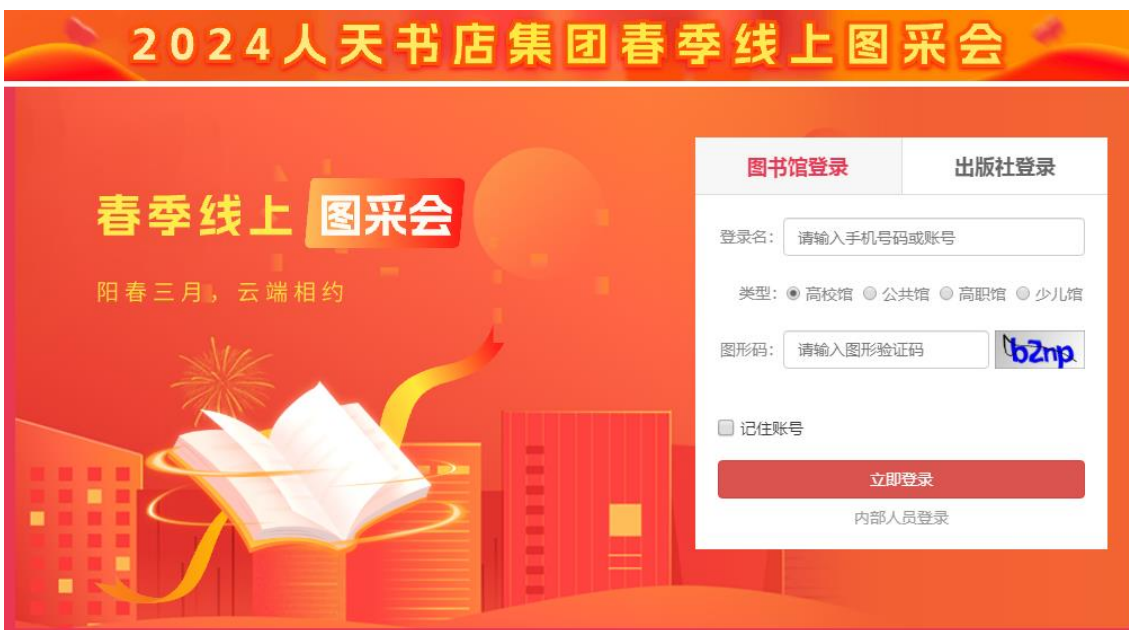 2024人天书店集团春季线上图采会
春季线上 图采会
阳春三月，云端相约
图书馆登录 出版社登录
登录名： 请输入手机号码或账号
类型： 高校馆 公共馆 高职馆 少儿馆
图形码： 请输入图形验证码 b2np
记住账号
立即登录
内部人员登录